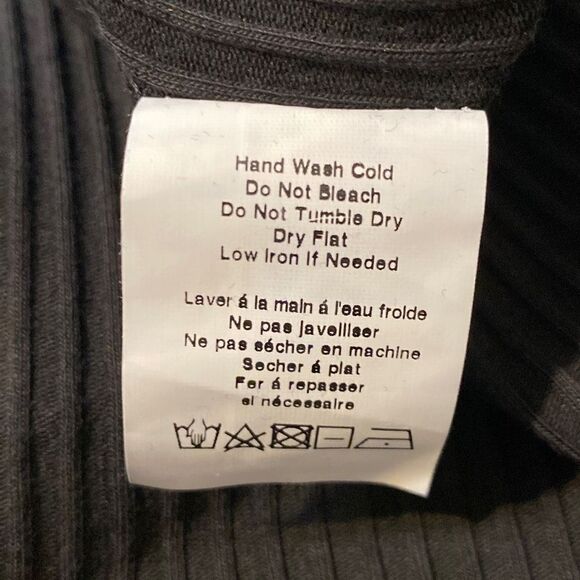 Hand Wash Cold
Do Not Bleach
Do Not Tumble Dry
Dry Flat
Low Iron If Needed
Laver á la main á l'eau froide
Ne pas javelliser
Ne pas sécher en machine
Secher á plat
Fer á repasser
si nécessaire